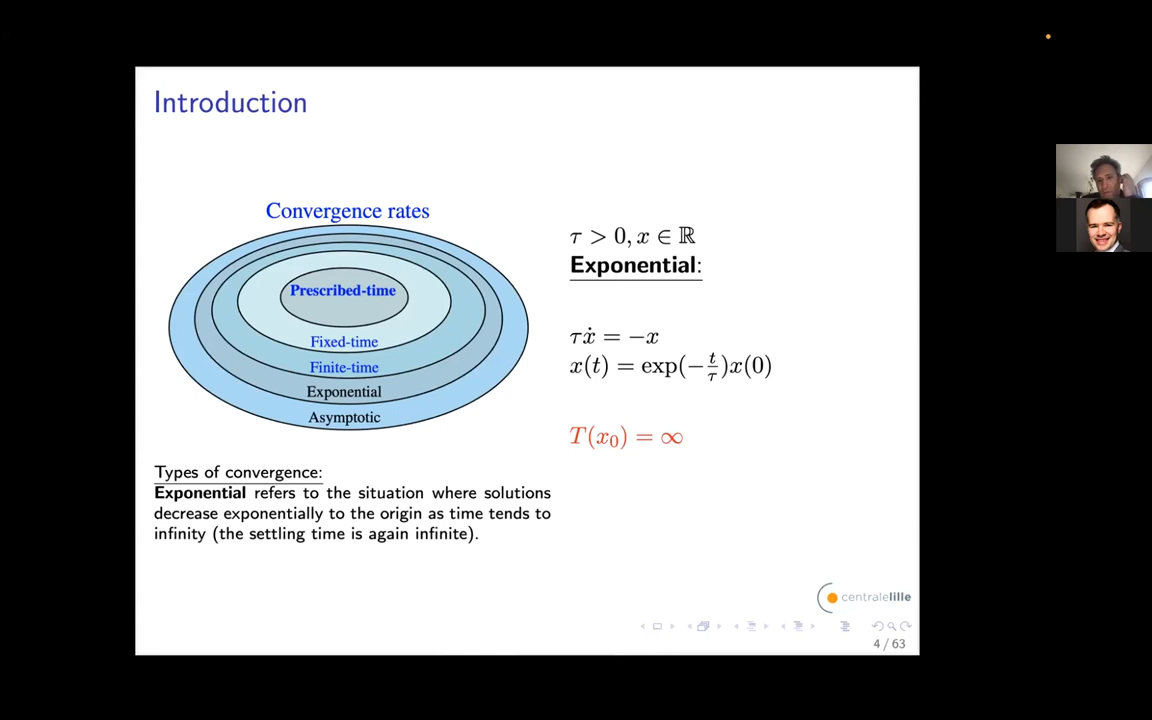 Introduction
Convergence rates
Prescribed-time
Fixed-time
Finite-time
Exponential
Asymptotic
Types of convergence:
Exponential refers to the situation where solutions
decrease exponentially to the origin as time tends to
infinity (the settling time is again infinite).
τ > 0, x ∈ ℝ
Exponential:
τẋ = −x
x(t) = exp(−t/τ)x(0)
T(x₀) = ∞
centralelille
4 / 63